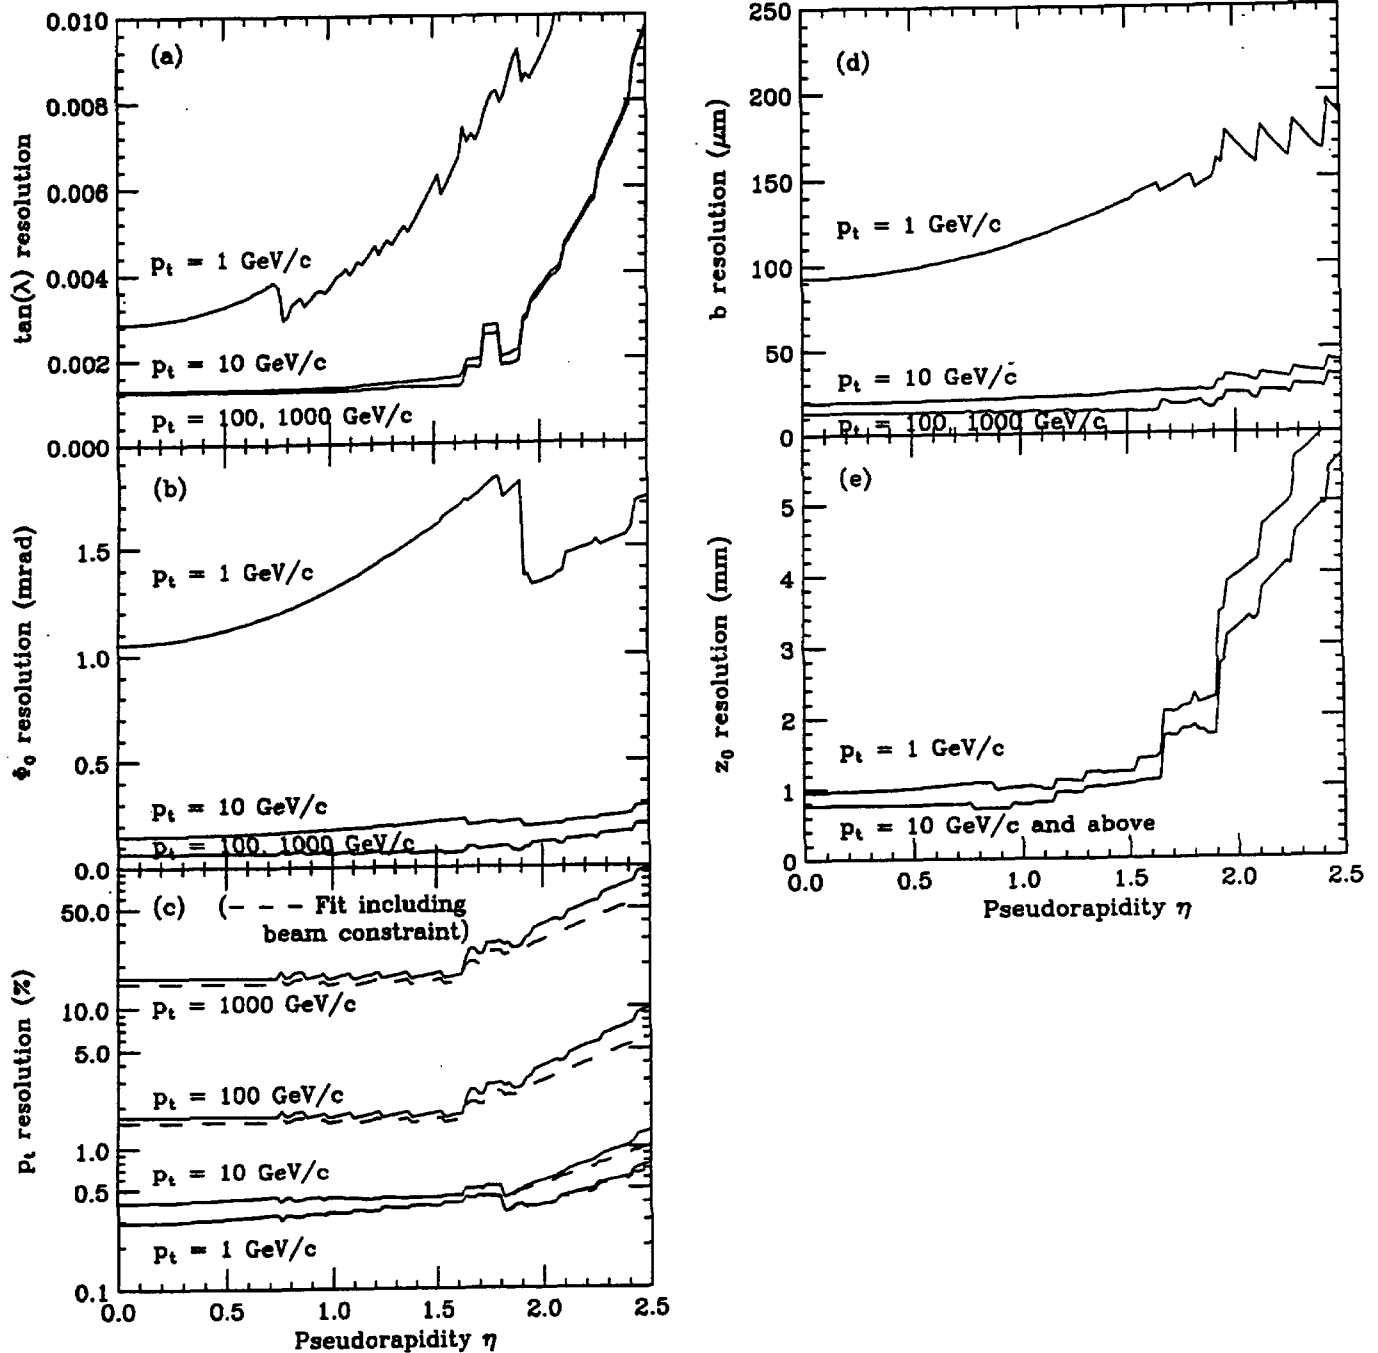 0.010
(a)
0.008
0.006
0.004
0.002
0.000
tan(λ) resolution
pt = 1 GeV/c
pt = 10 GeV/c
pt = 100, 1000 GeV/c
(b)
1.5
1.0
0.5
0.0
Φ0 resolution (mrad)
pt = 1 GeV/c
pt = 10 GeV/c
pt = 100, 1000 GeV/c
(c) (- - - Fit including
beam constraint)
50.0
10.0
5.0
1.0
0.5
0.1
pt resolution (%)
pt = 1000 GeV/c
pt = 100 GeV/c
pt = 10 GeV/c
pt = 1 GeV/c
0.0 0.5 1.0 1.5 2.0 2.5
Pseudorapidity η
250
(d)
200
150
100
50
0
b resolution (μm)
pt = 1 GeV/c
pt = 10 GeV/c
pt = 100, 1000 GeV/c
(e)
5
4
3
2
1
0
z0 resolution (mm)
pt = 1 GeV/c
pt = 10 GeV/c and above
0.0 0.5 1.0 1.5 2.0 2.5
Pseudorapidity η